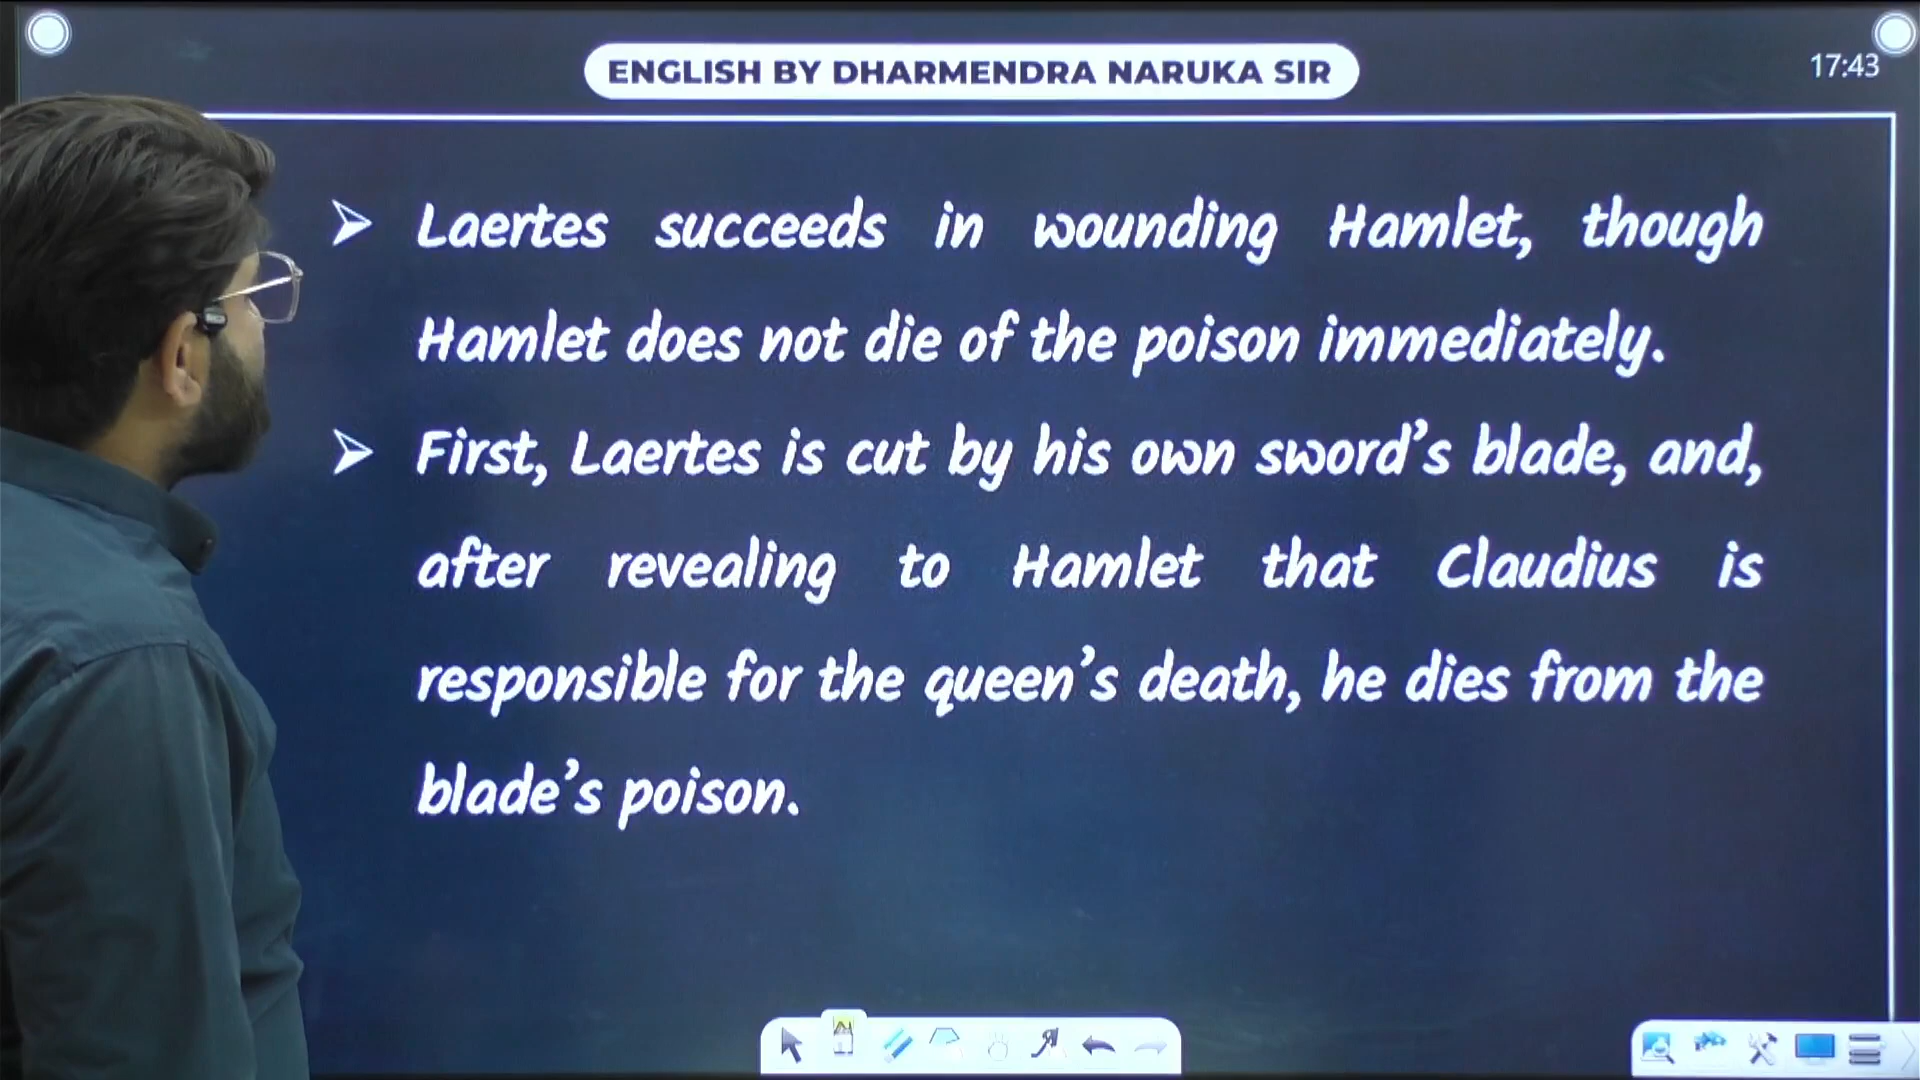 ENGLISH BY DHARMENDRA NARUKA SIR
17:43
➢ Laertes succeeds in wounding Hamlet, though
Hamlet does not die of the poison immediately.
➢ First, Laertes is cut by his own sword’s blade, and,
after revealing to Hamlet that Claudius is
responsible for the queen’s death, he dies from the
blade’s poison.